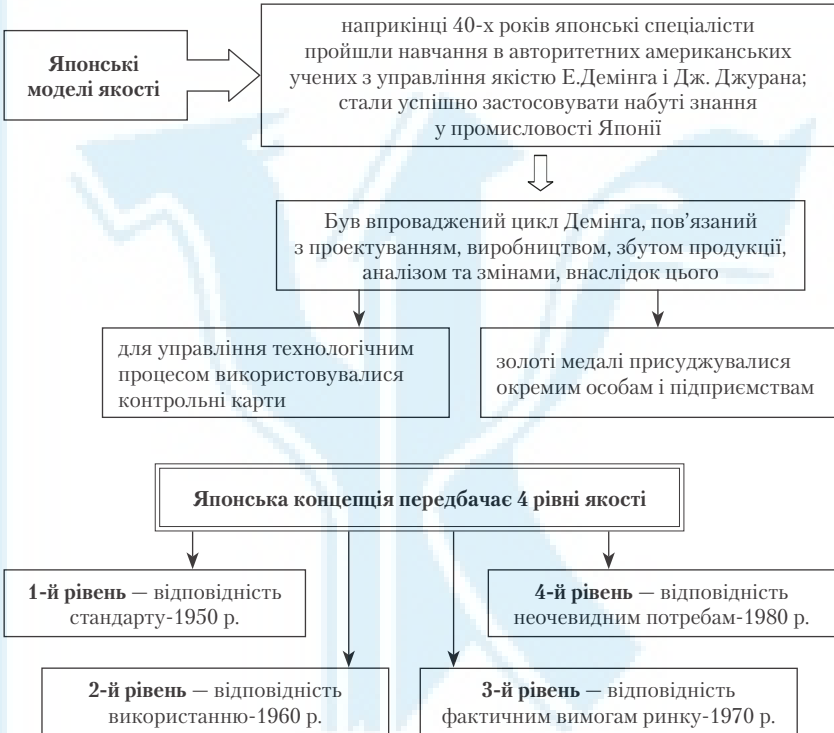 Японські
моделі якості
наприкінці 40-х років японські спеціалісти
пройшли навчання в авторитетних американських
учених з управління якістю Е.Демінга і Дж. Джурана;
стали успішно застосовувати набуті знання
у промисловості Японії
Був впроваджений цикл Демінга, пов’язаний
з проектуванням, виробництвом, збутом продукції,
аналізом та змінами, внаслідок цього
для управління технологічним
процесом використовувалися
контрольні карти
золоті медалі присуджувалися
окремим особам і підприємствам
Японська концепція передбачає 4 рівні якості
1-й рівень — відповідність
стандарту-1950 р.
4-й рівень — відповідність
неочевидним потребам-1980 р.
2-й рівень — відповідність
використанню-1960 р.
3-й рівень — відповідність
фактичним вимогам ринку-1970 р.